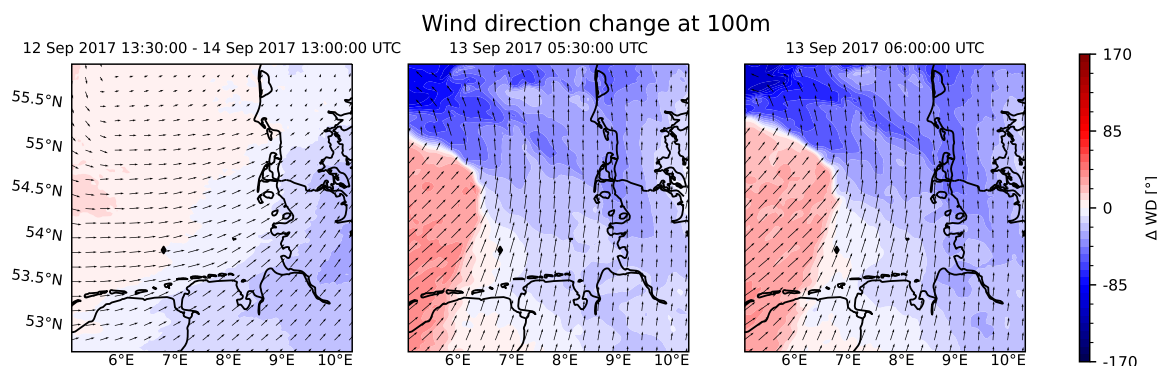 Wind direction change at 100m
12 Sep 2017 13:30:00 - 14 Sep 2017 13:00:00 UTC
13 Sep 2017 05:30:00 UTC
13 Sep 2017 06:00:00 UTC
55.5°N
55°N
54.5°N
54°N
53.5°N
53°N
6°E 7°E 8°E 9°E 10°E
6°E 7°E 8°E 9°E 10°E
6°E 7°E 8°E 9°E 10°E
170
85
0
-85
-170
Δ WD [°]